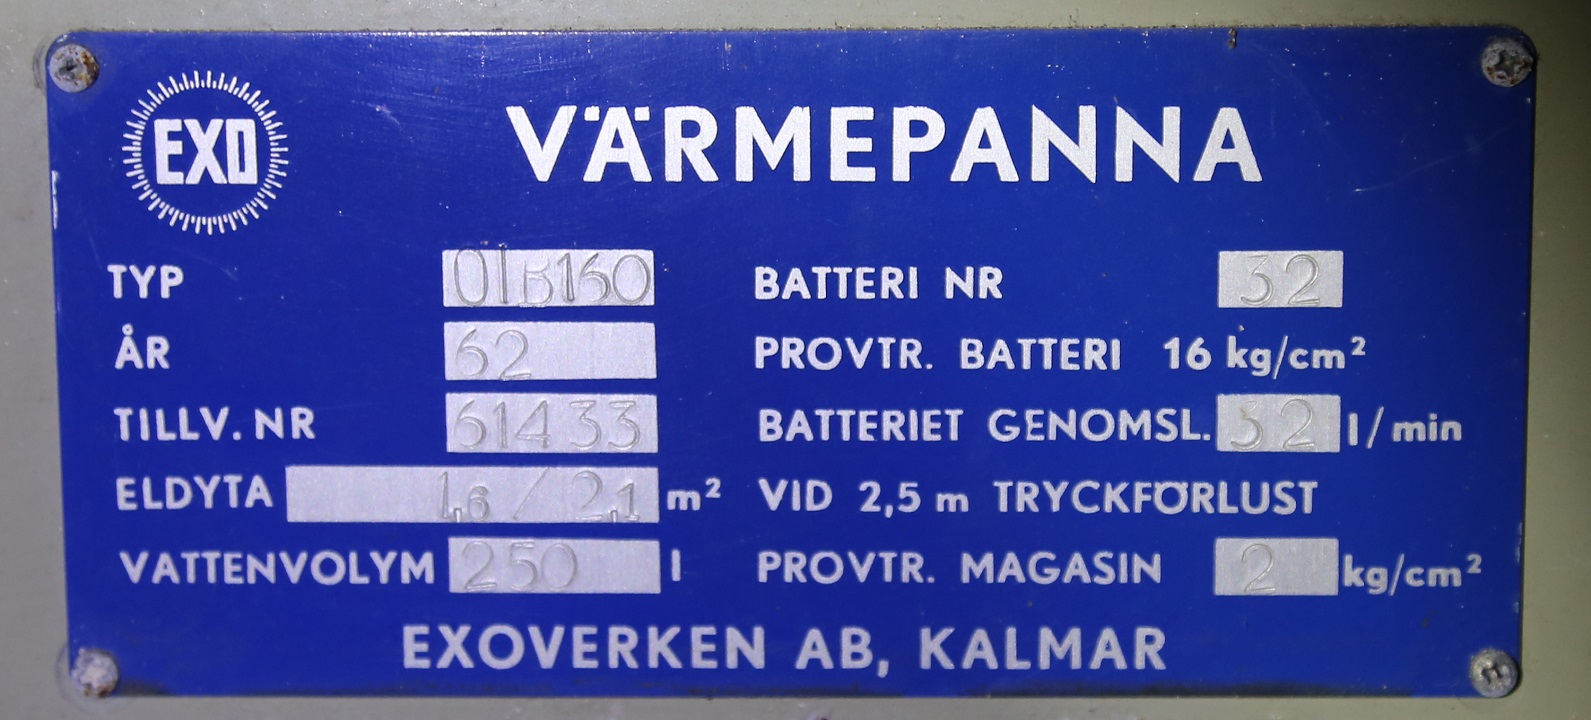 EXO
VÄRMEPANNA
TYP OIB160 BATTERI NR 32
ÅR 62 PROVTR. BATTERI 16 kg/cm²
TILLV. NR 61433 BATTERIET GENOMSL. 32 l/min
ELDYTA 1,6 / 2,1 m² VID 2,5 m TRYCKFÖRLUST
VATTENVOLYM 250 l PROVTR. MAGASIN 2 kg/cm²
EXOVERKEN AB, KALMAR